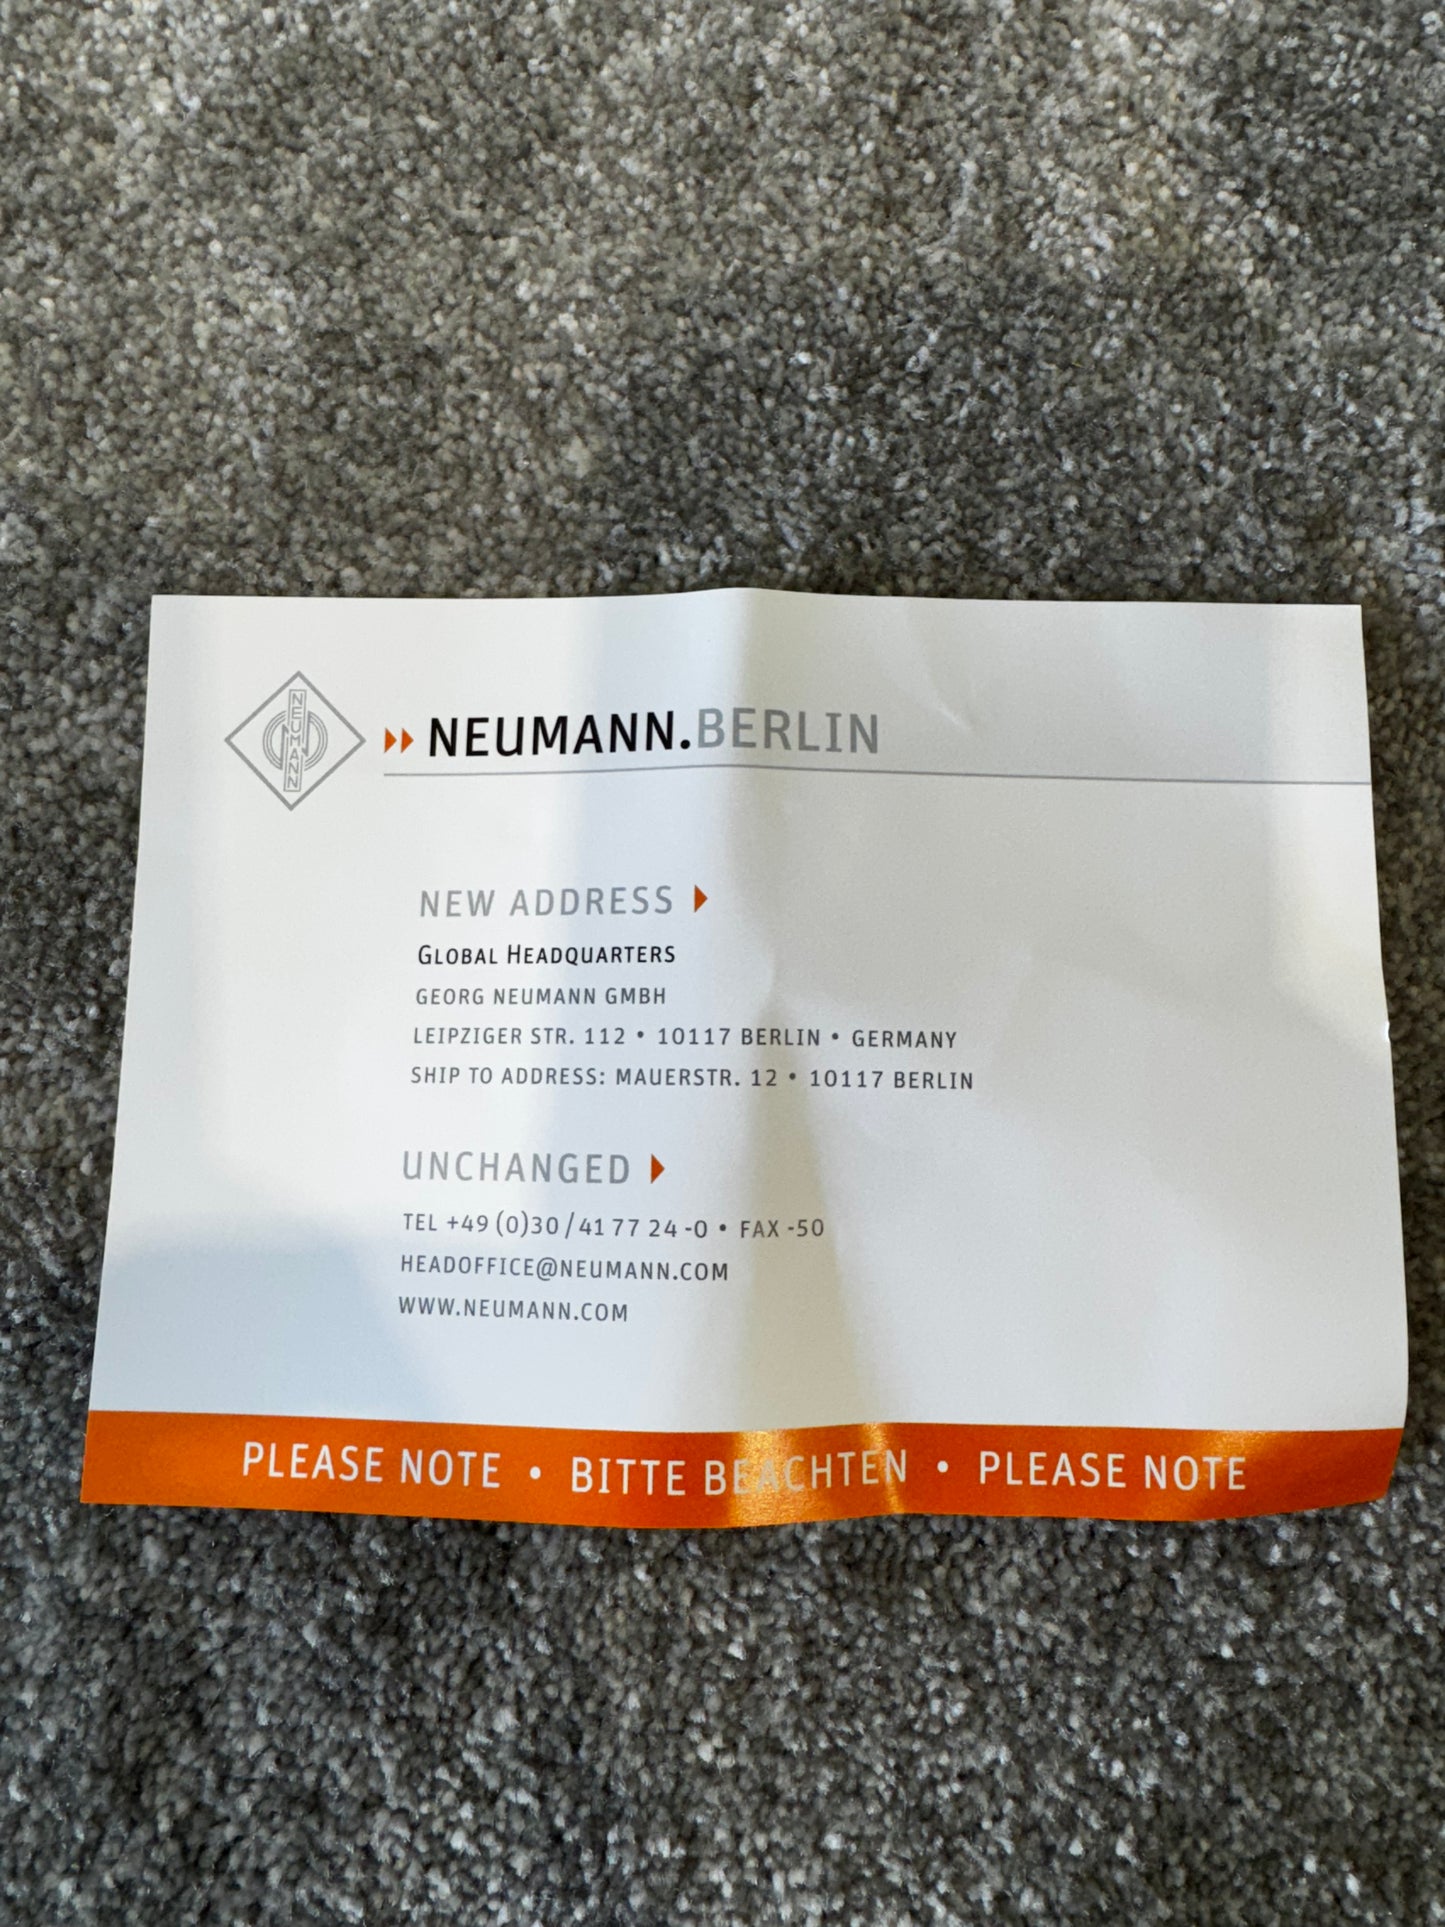 NEUMANN
NEUMANN.BERLIN
NEW ADDRESS
GLOBAL HEADQUARTERS
GEORG NEUMANN GMBH
LEIPZIGER STR. 112 • 10117 BERLIN • GERMANY
SHIP TO ADDRESS: MAUERSTR. 12 • 10117 BERLIN
UNCHANGED
TEL +49 (0)30 / 41 77 24 -0 • FAX -50
HEADOFFICE@NEUMANN.COM
WWW.NEUMANN.COM
PLEASE NOTE • BITTE BEACHTEN • PLEASE NOTE